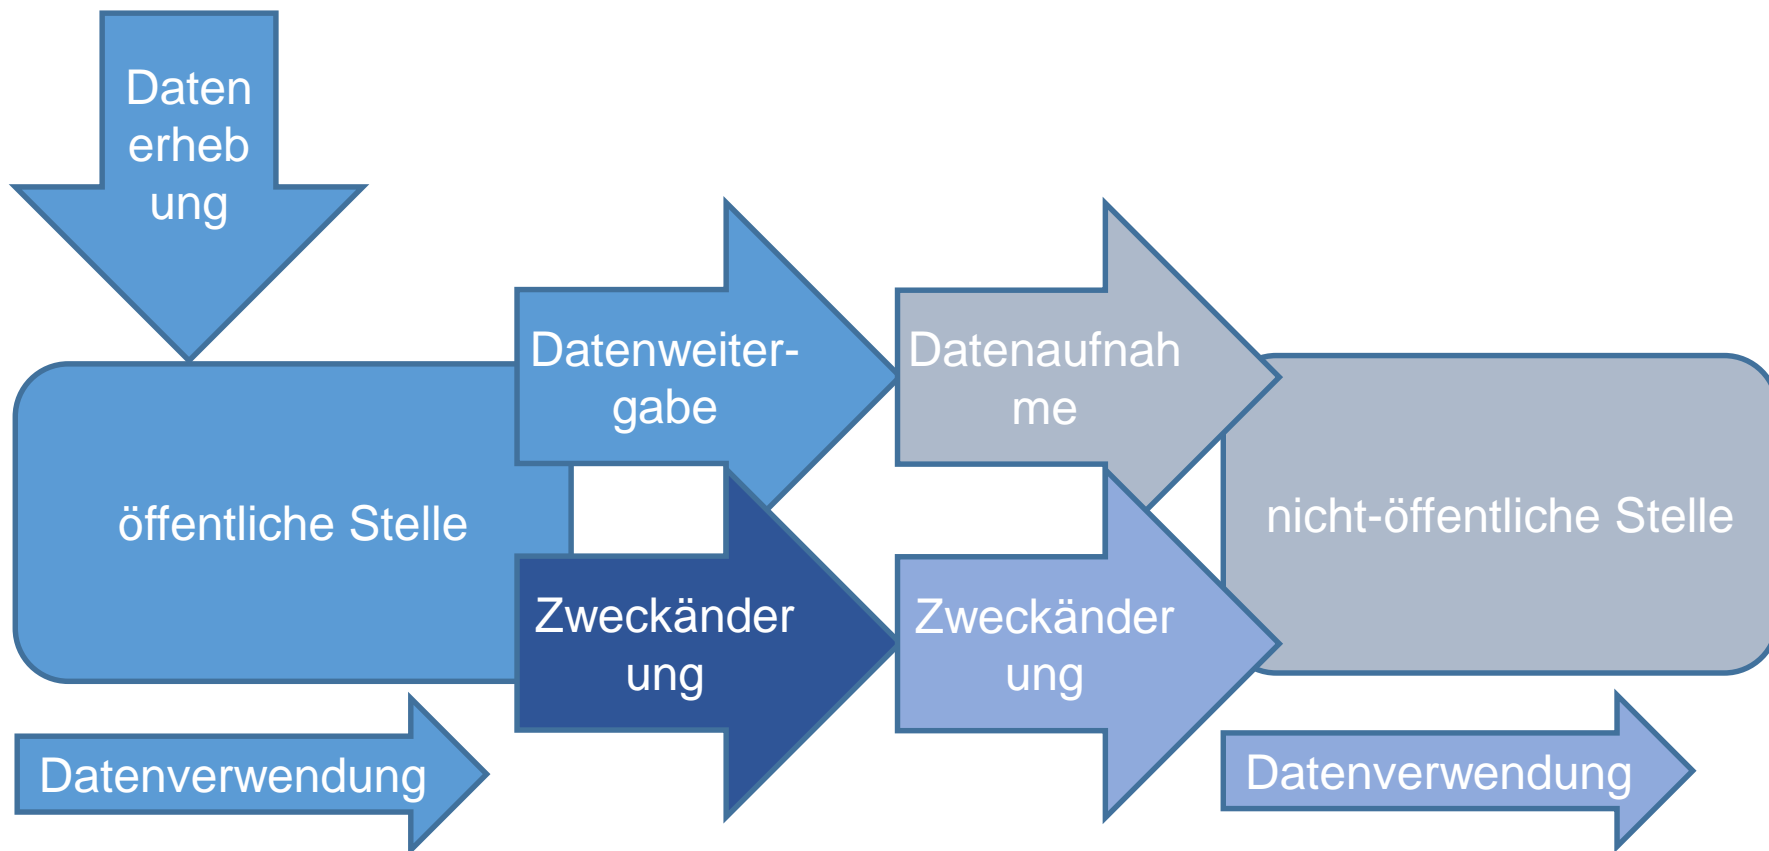 Daten
erheb
ung
Datenweiter-
gabe
Datenaufnah
me
öffentliche Stelle
nicht-öffentliche Stelle
Zweckänder
ung
Zweckänder
ung
Datenverwendung
Datenverwendung